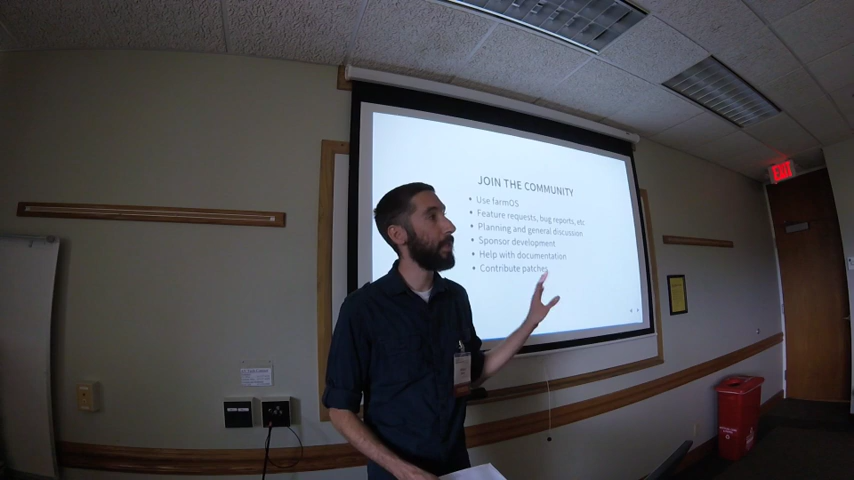 JOIN THE COMMUNITY
• Use farmOS
• Feature requests, bug reports, etc
• Planning and general discussion
• Sponsor development
• Help with documentation
• Contribute patches
EXIT